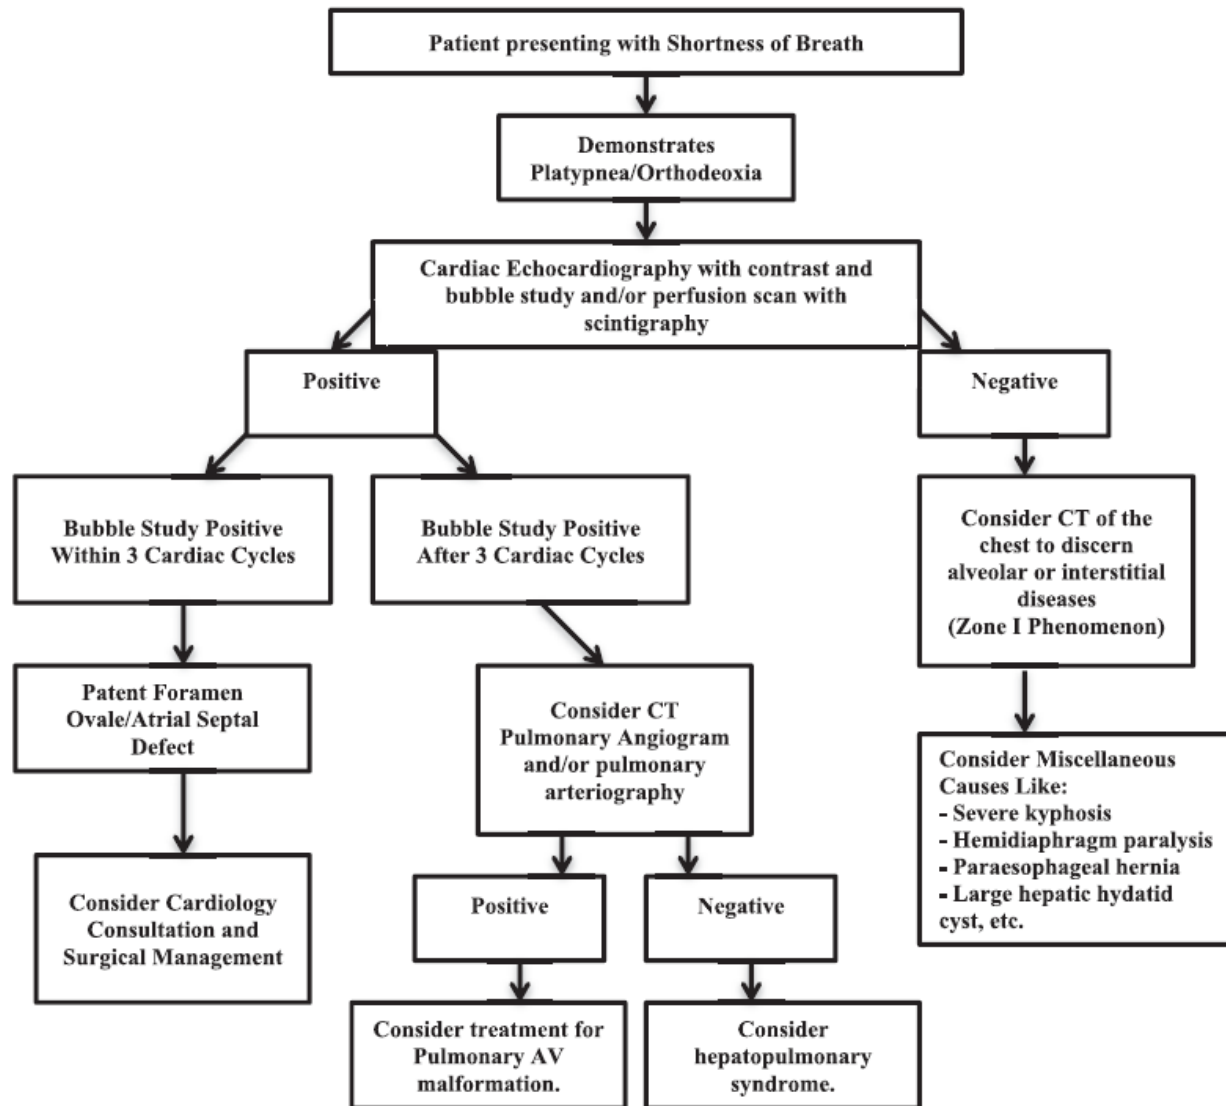 Patient presenting with Shortness of Breath
Demonstrates
Platypnea/Orthodeoxia
Cardiac Echocardiography with contrast and
bubble study and/or perfusion scan with
scintigraphy
Positive
Negative
Bubble Study Positive
Within 3 Cardiac Cycles
Bubble Study Positive
After 3 Cardiac Cycles
Consider CT of the
chest to discern
alveolar or interstitial
diseases
(Zone I Phenomenon)
Patent Foramen
Ovale/Atrial Septal
Defect
Consider CT
Pulmonary Angiogram
and/or pulmonary
arteriography
Consider Miscellaneous
Causes Like:
- Severe kyphosis
- Hemidiaphragm paralysis
- Paraesophageal hernia
- Large hepatic hydatid
cyst, etc.
Consider Cardiology
Consultation and
Surgical Management
Positive
Negative
Consider treatment for
Pulmonary AV
malformation.
Consider
hepatopulmonary
syndrome.